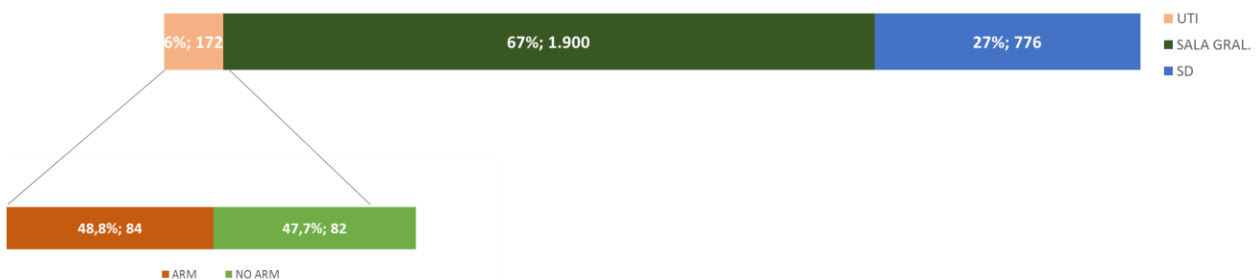 6%; 172
67%; 1.900
27%; 776
UTI
SALA GRAL.
SD
48,8%; 84
47,7%; 82
ARM
NO ARM